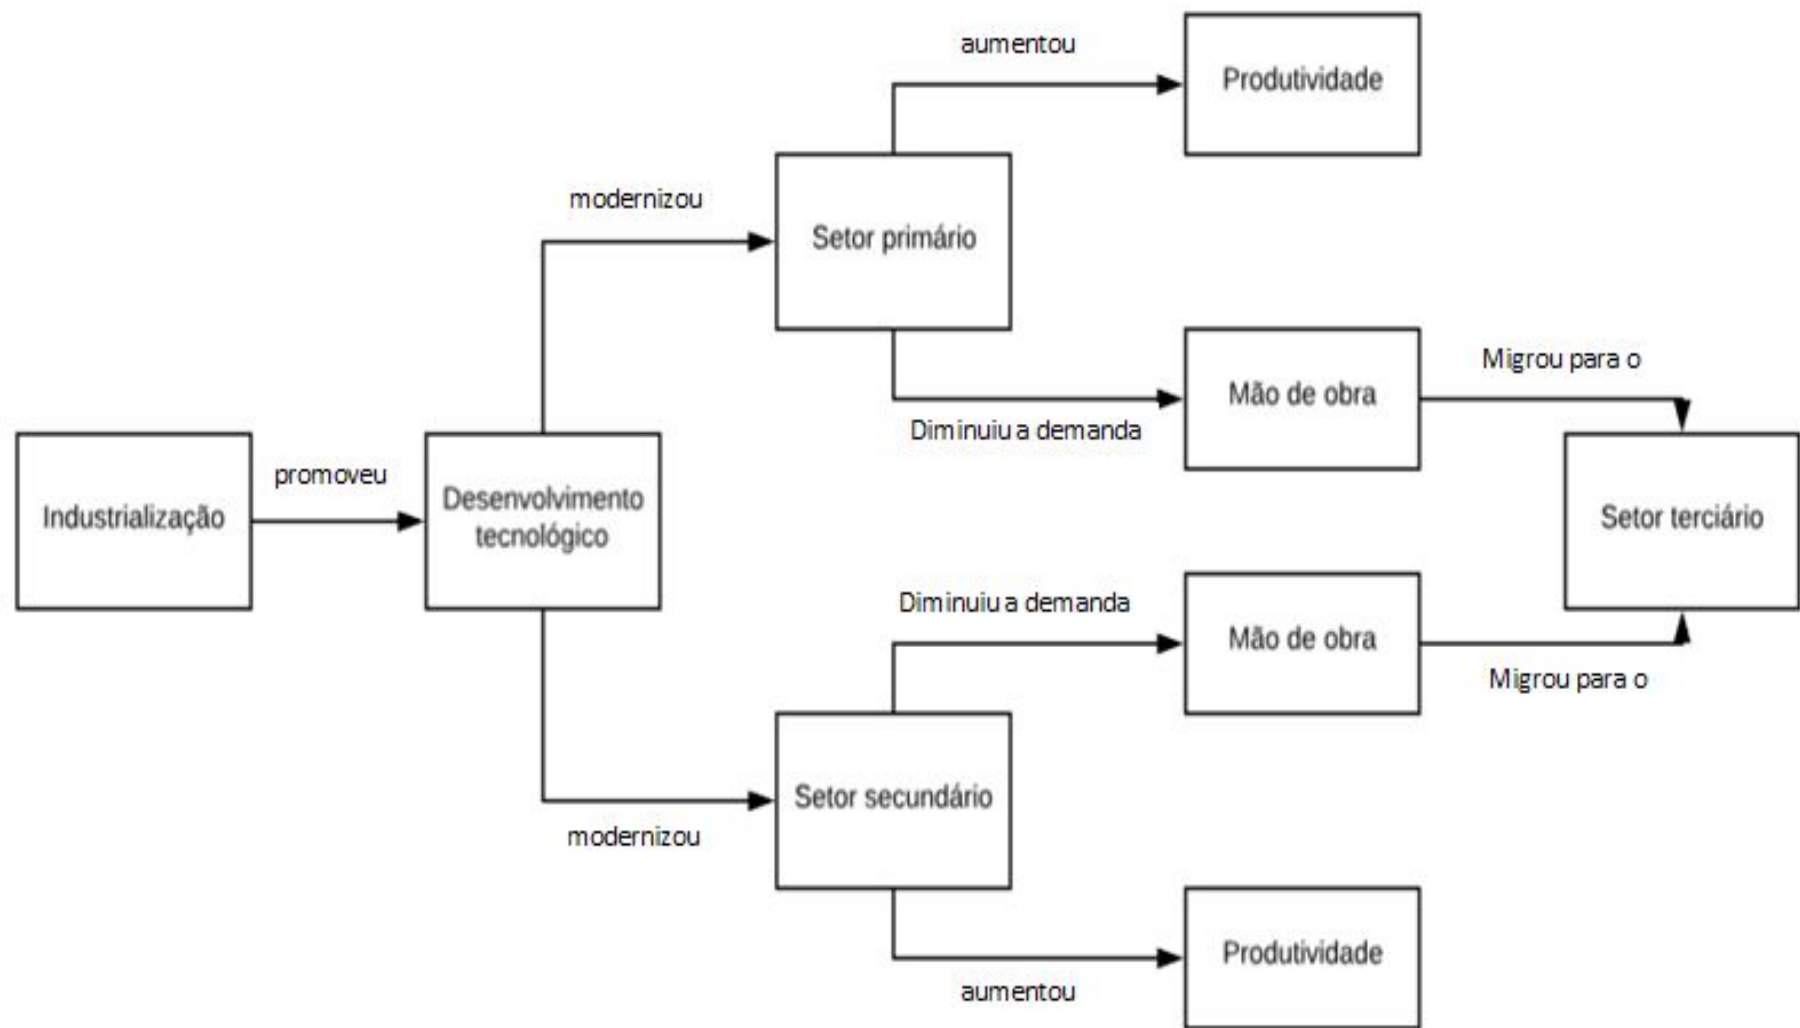 aumentou
Produtividade
modernizou
Setor primário
Migrou para o
Mão de obra
Diminuiu a demanda
promoveu
Industrialização
Desenvolvimento
tecnológico
Setor terciário
Diminuiu a demanda
Mão de obra
Migrou para o
Setor secundário
modernizou
Produtividade
aumentou